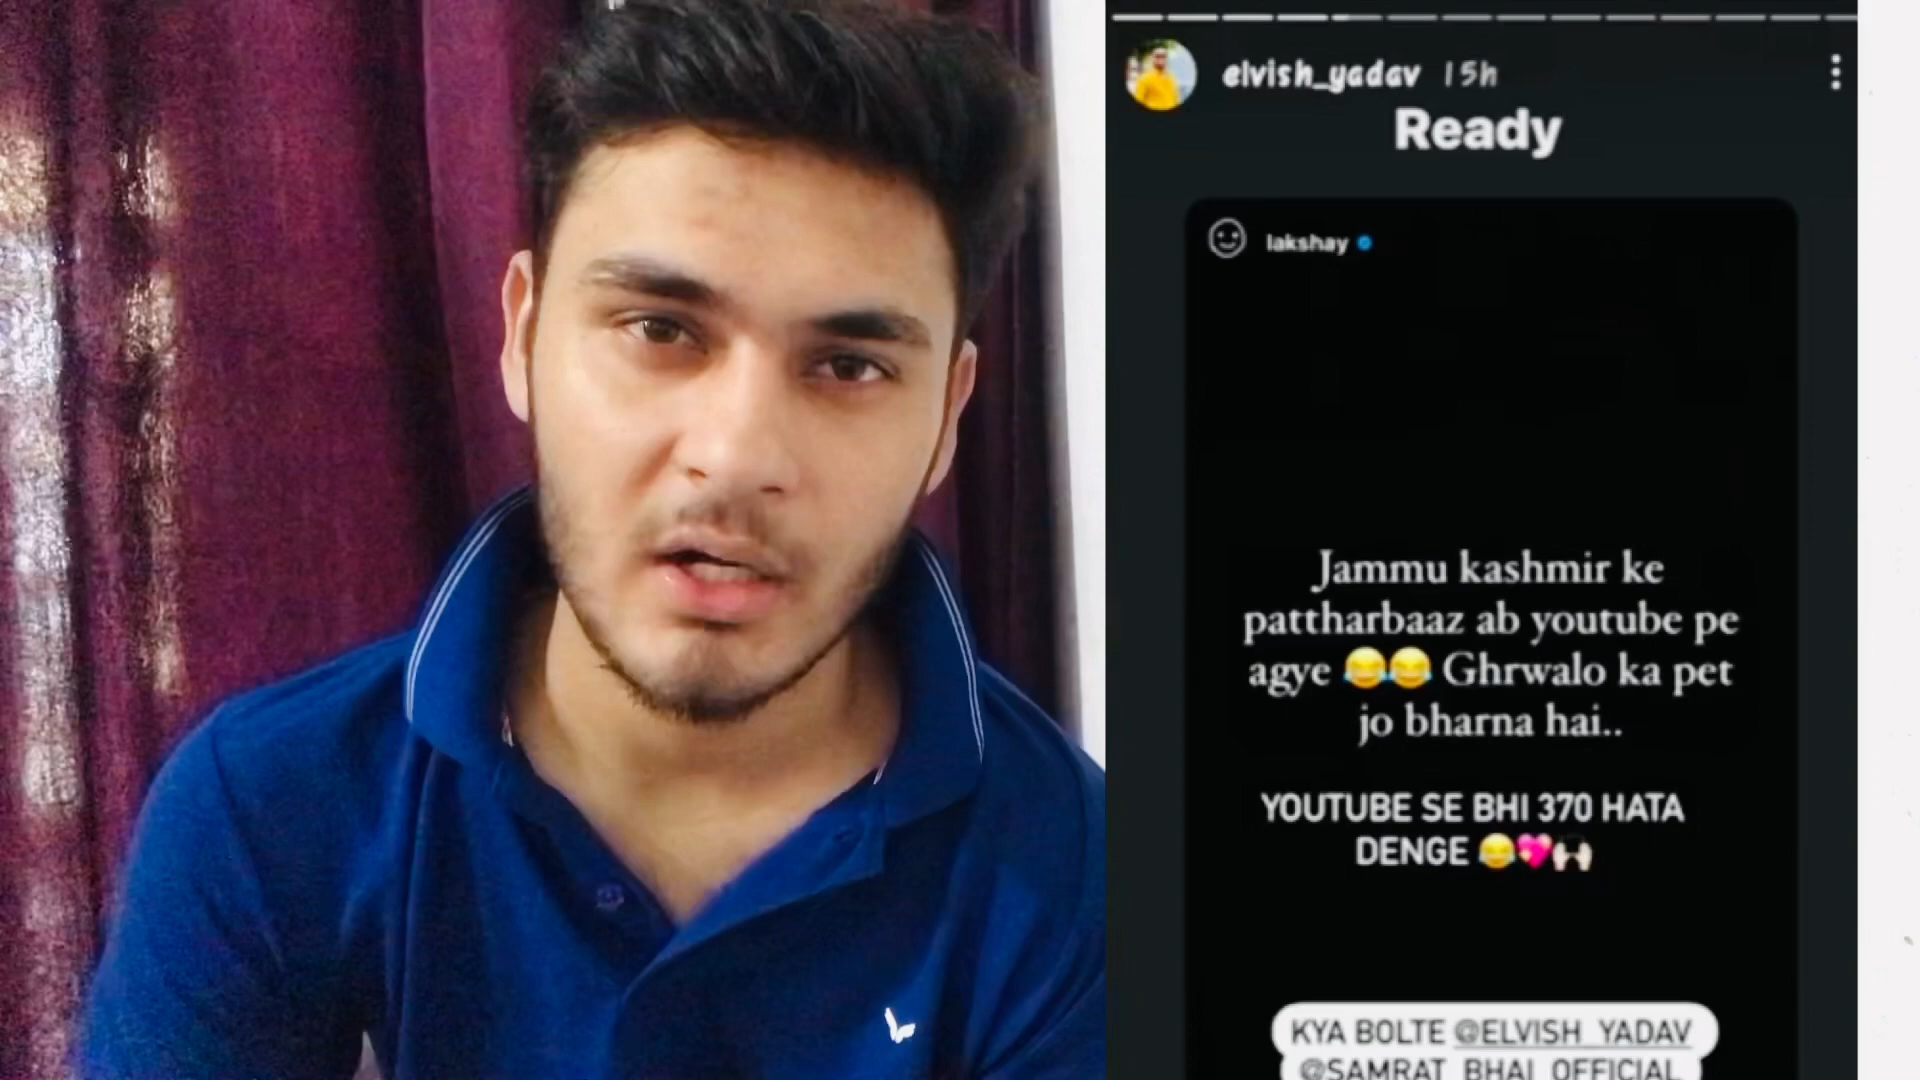 elvish_yadav 15h
Ready
lakshay
Jammu kashmir ke
pattharbaaz ab youtube pe
agye 😂😂 Ghrwalo ka pet
jo bharna hai..
YOUTUBE SE BHI 370 HATA
DENGE 😂💖🙌🏻
KYA BOLTE @ELVISH_YADAV
@SAMRAT_BHAI_OFFICIAL